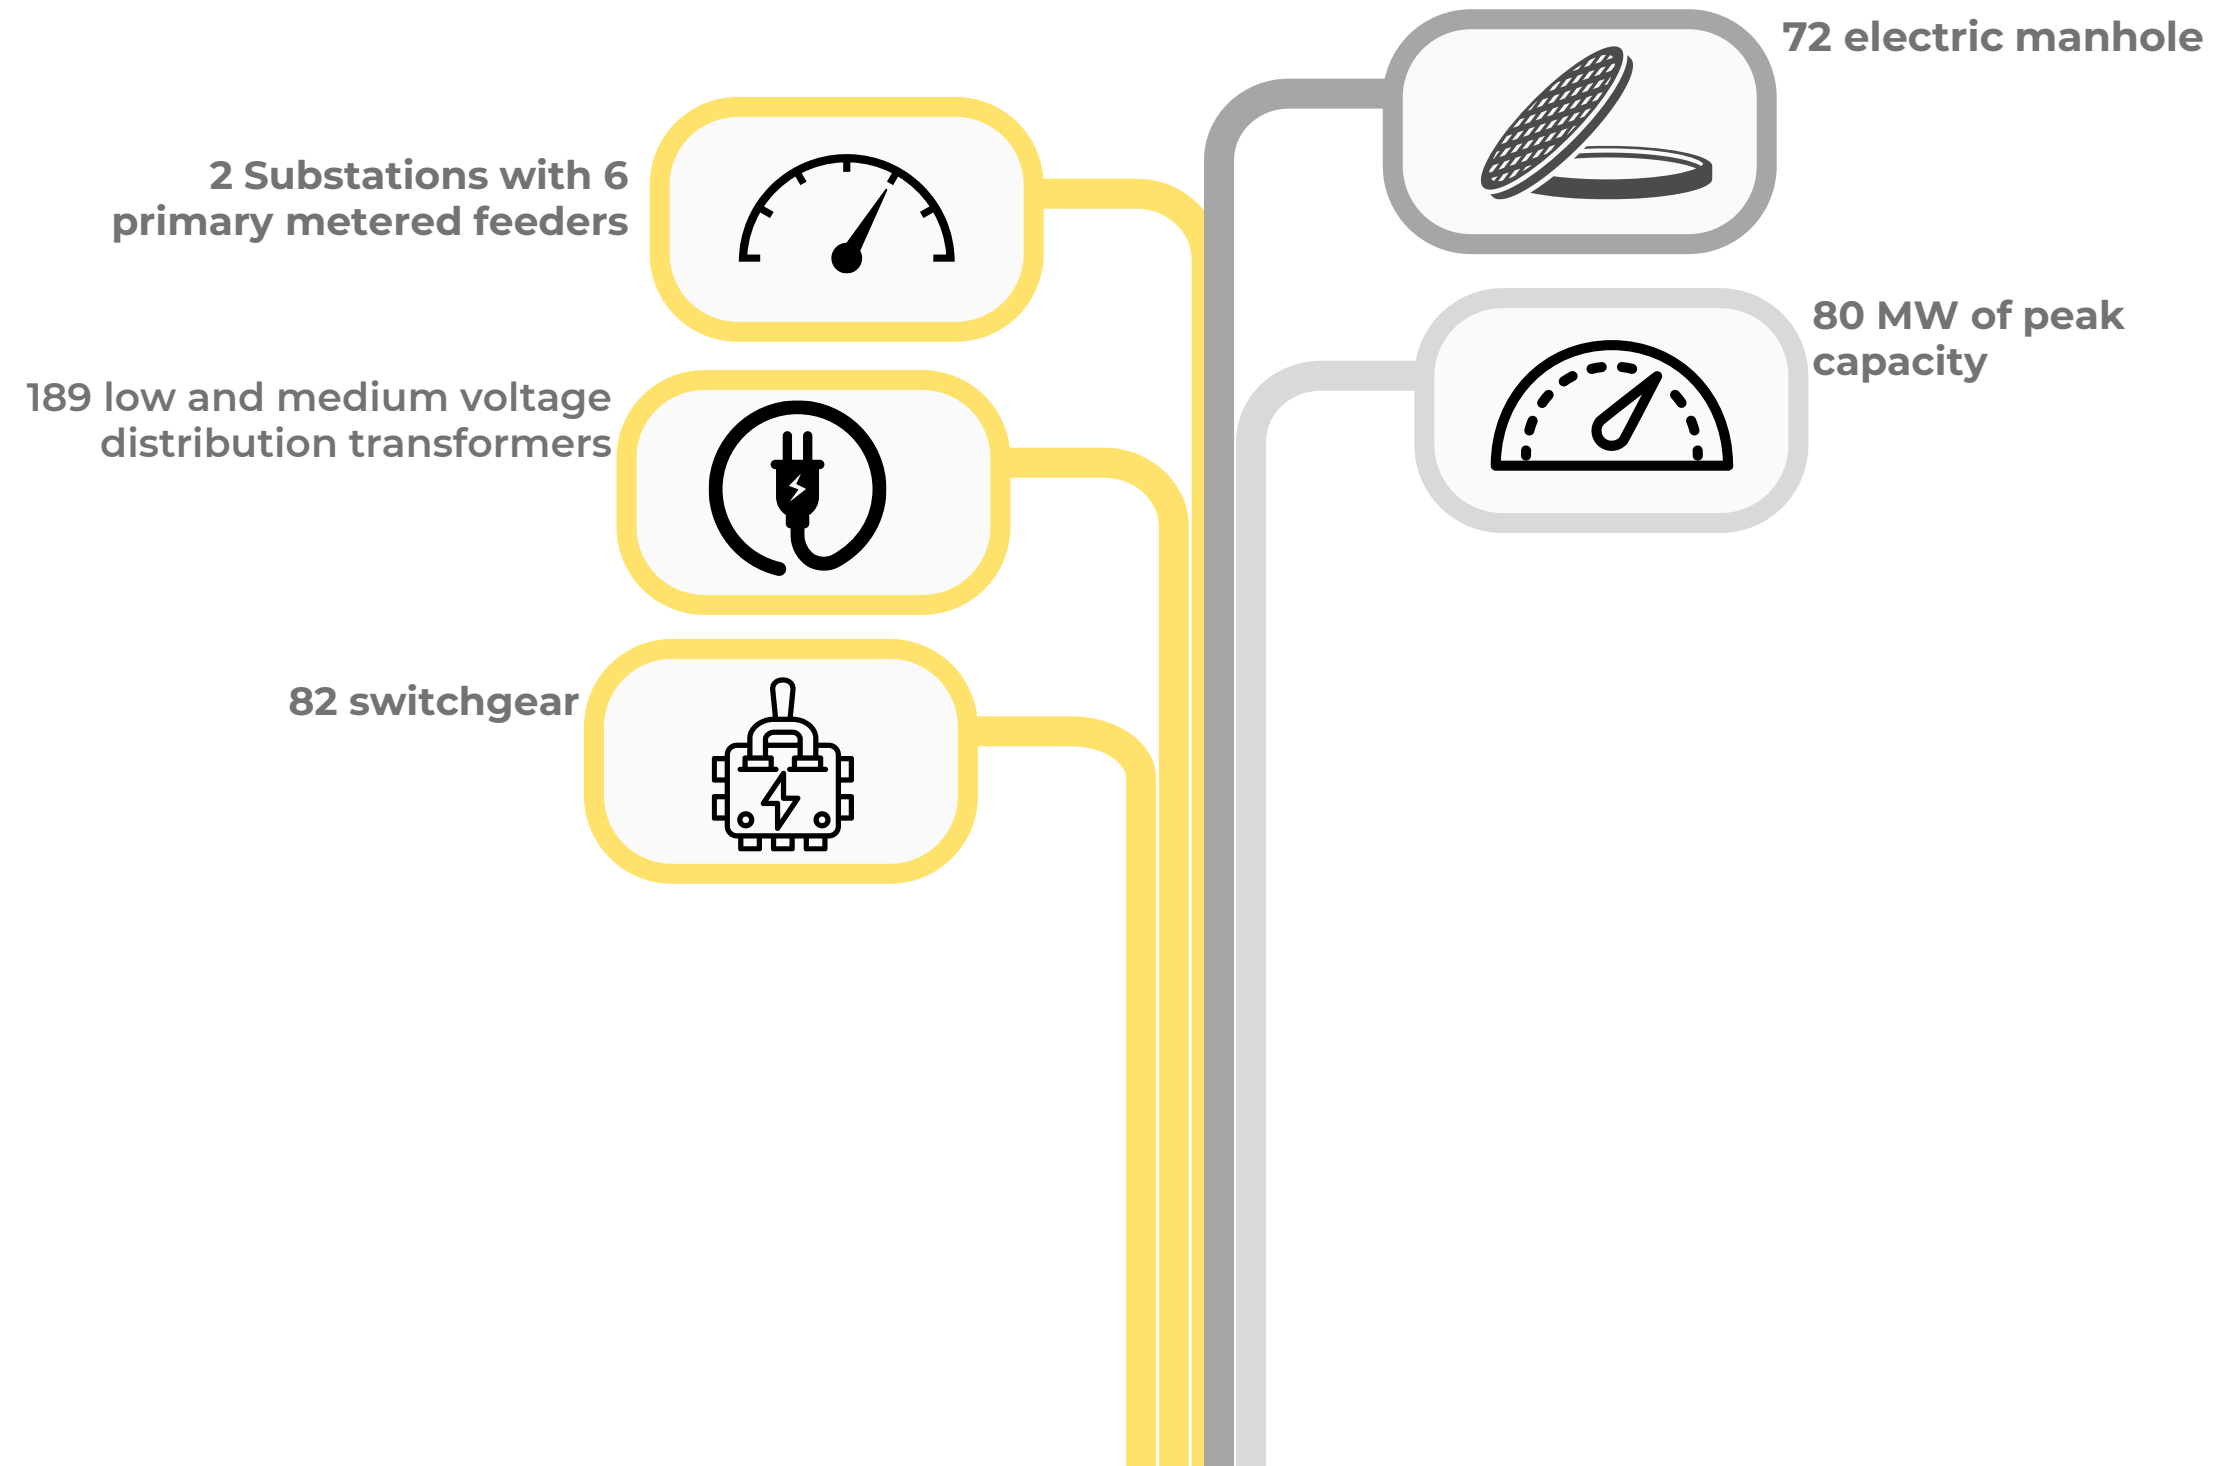 72 electric manhole
2 Substations with 6
primary metered feeders
80 MW of peak
capacity
189 low and medium voltage
distribution transformers
82 switchgear